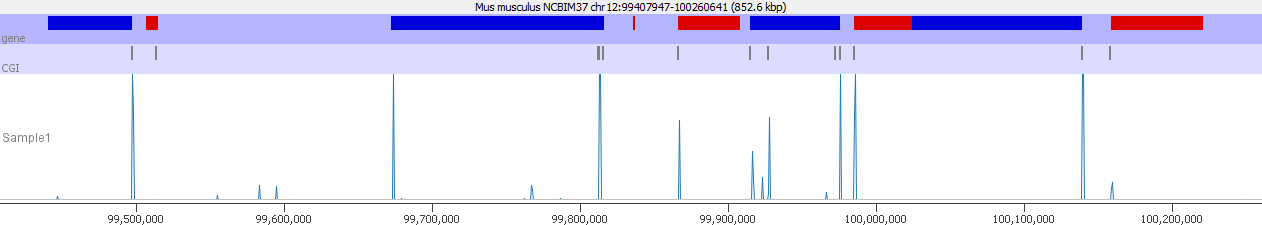 Mus musculus NCBIM37 chr12:99407947-100260641 (852.6 kbp)
gene
CGI
Sample1
99,500,000 99,600,000 99,700,000 99,800,000 99,900,000 100,000,000 100,100,000 100,200,000